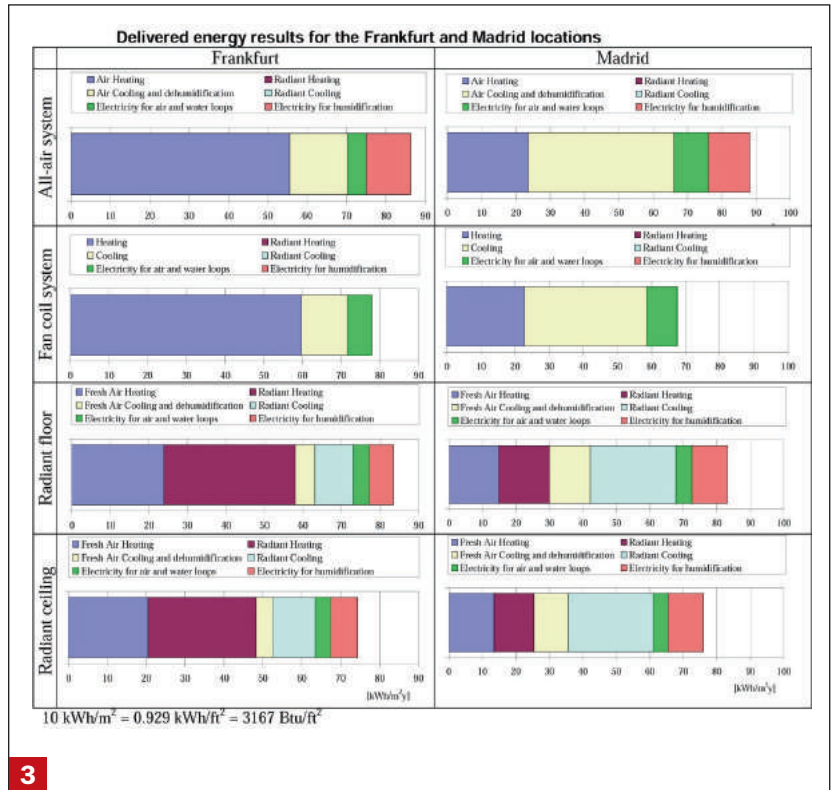 Delivered energy results for the Frankfurt and Madrid locations
Frankfurt
Madrid
All-air system
Air Heating
Radiant Heating
Air Cooling and dehumidification
Radiant Cooling
Electricity for air and water loops
Electricity for humidification
0 10 20 30 40 50 60 70 80 90
Air Heating
Radiant Heating
Air Cooling and dehumidification
Radiant Cooling
Electricity for air and water loops
Electricity for humidification
0 10 20 30 40 50 60 70 80 90 100
Fan coil system
Heating
Radiant Heating
Cooling
Radiant Cooling
Electricity for air and water loops
Electricity for humidification
0 10 20 30 40 50 60 70 80 90
Heating
Radiant Heating
Cooling
Radiant Cooling
Electricity for air and water loops
Electricity for humidification
0 10 20 30 40 50 60 70 80 90 100
Radiant floor
Fresh Air Heating
Radiant Heating
Fresh Air Cooling and dehumidification
Radiant Cooling
Electricity for air and water loops
Electricity for humidification
0 10 20 30 40 50 60 70 80 90
Fresh Air Heating
Radiant Heating
Fresh Air Cooling and dehumidification
Radiant Cooling
Electricity for air and water loops
Electricity for humidification
0 10 20 30 40 50 60 70 80 90 100
Radiant ceiling
Fresh Air Heating
Radiant Heating
Fresh Air Cooling and dehumidification
Radiant Cooling
Electricity for air and water loops
Electricity for humidification
0 10 20 30 40 50 60 70 80 90
[kWh/m²y]
Fresh Air Heating
Radiant Heating
Fresh Air Cooling and dehumidification
Radiant Cooling
Electricity for air and water loops
Electricity for humidification
0 10 20 30 40 50 60 70 80 90 100
[kWh/m²y]
10 kWh/m² = 0.929 kWh/ft² = 3167 Btu/ft²
3